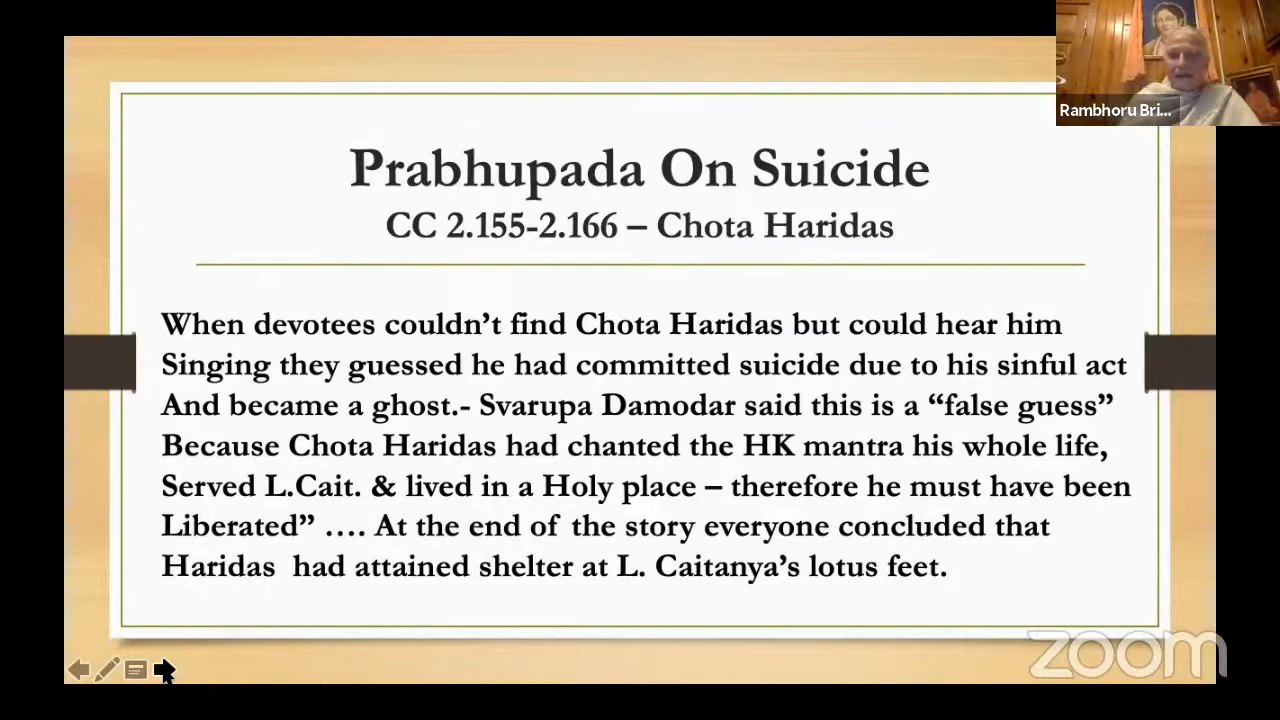 Rambhoru Bri...
Prabhupada On Suicide
CC 2.155-2.166 – Chota Haridas
When devotees couldn't find Chota Haridas but could hear him
Singing they guessed he had committed suicide due to his sinful act
And became a ghost.- Svarupa Damodar said this is a “false guess”
Because Chota Haridas had chanted the HK mantra his whole life,
Served L.Cait. & lived in a Holy place – therefore he must have been
Liberated” …. At the end of the story everyone concluded that
Haridas  had attained shelter at L. Caitanya's lotus feet.
zoom